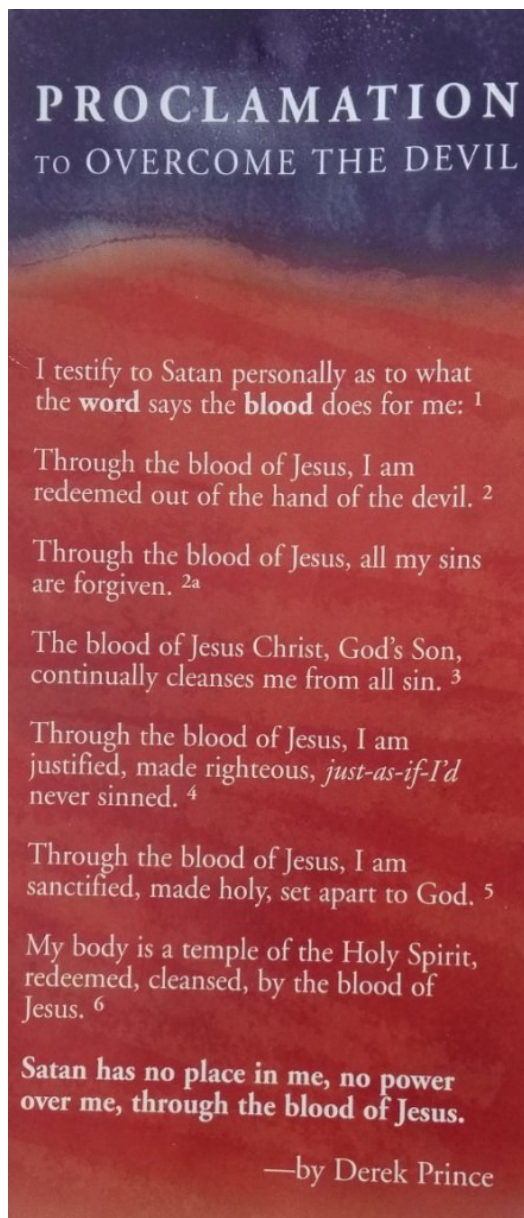 PROCLAMATION
TO OVERCOME THE DEVIL
I testify to Satan personally as to what
the word says the blood does for me: 1
Through the blood of Jesus, I am
redeemed out of the hand of the devil. 2
Through the blood of Jesus, all my sins
are forgiven. 2a
The blood of Jesus Christ, God's Son,
continually cleanses me from all sin. 3
Through the blood of Jesus, I am
justified, made righteous, just-as-if-I'd
never sinned. 4
Through the blood of Jesus, I am
sanctified, made holy, set apart to God. 5
My body is a temple of the Holy Spirit,
redeemed, cleansed, by the blood of
Jesus. 6
Satan has no place in me, no power
over me, through the blood of Jesus.
—by Derek Prince